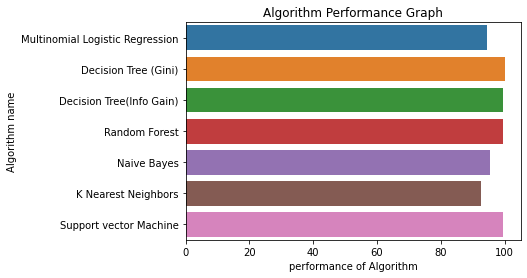 Algorithm Performance Graph
Multinomial Logistic Regression
Decision Tree (Gini)
Decision Tree(Info Gain)
Random Forest
Naive Bayes
K Nearest Neighbors
Support vector Machine
Algorithm name
0 20 40 60 80 100
performance of Algorithm